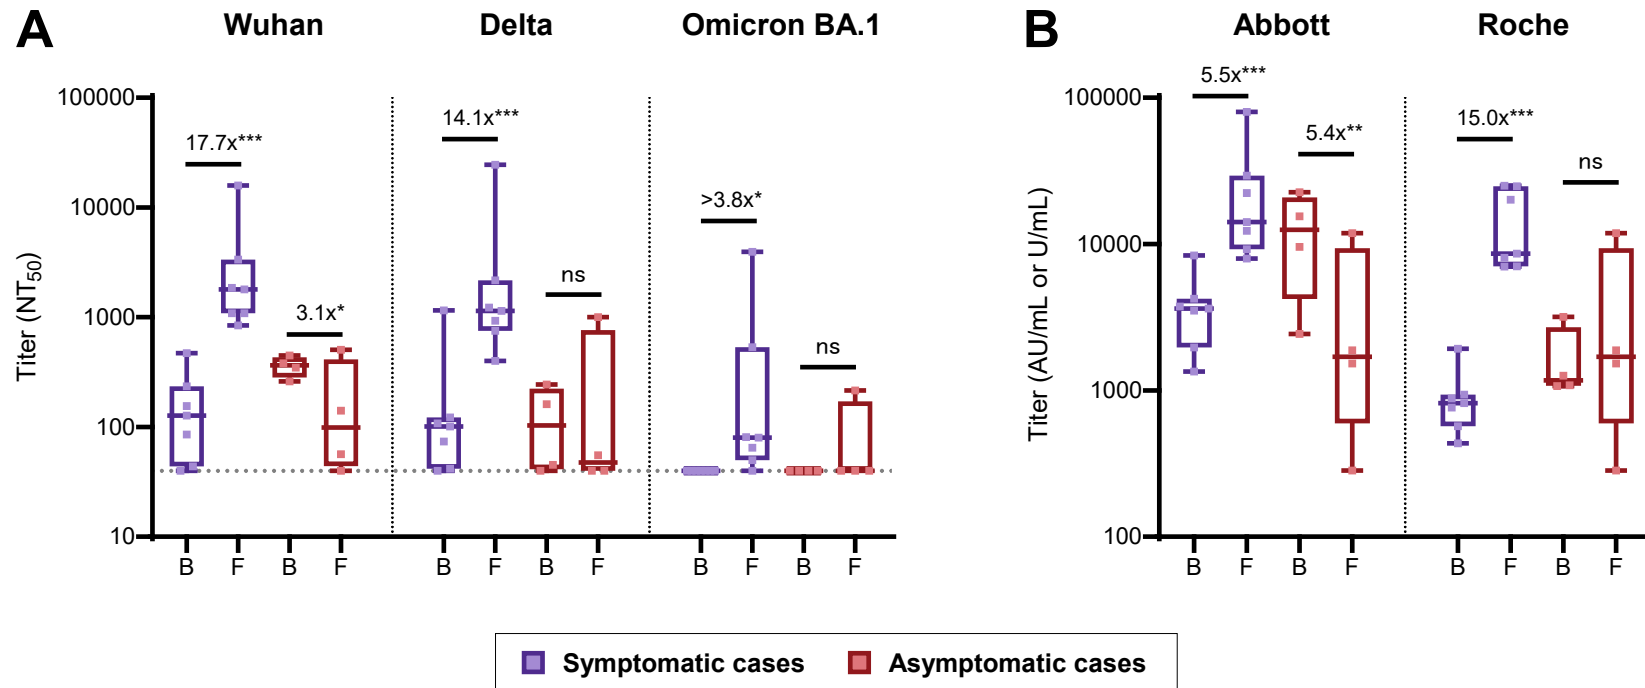 A
Wuhan Delta Omicron BA.1
Titer (NT50)
100000
10000
1000
100
10
17.7x***
3.1x*
14.1x***
ns
>3.8x*
ns
B F B F B F B F B F B F
B
Abbott Roche
Titer (AU/mL or U/mL)
100000
10000
1000
100
5.5x***
5.4x**
15.0x***
ns
B F B F B F B F
Symptomatic cases Asymptomatic cases